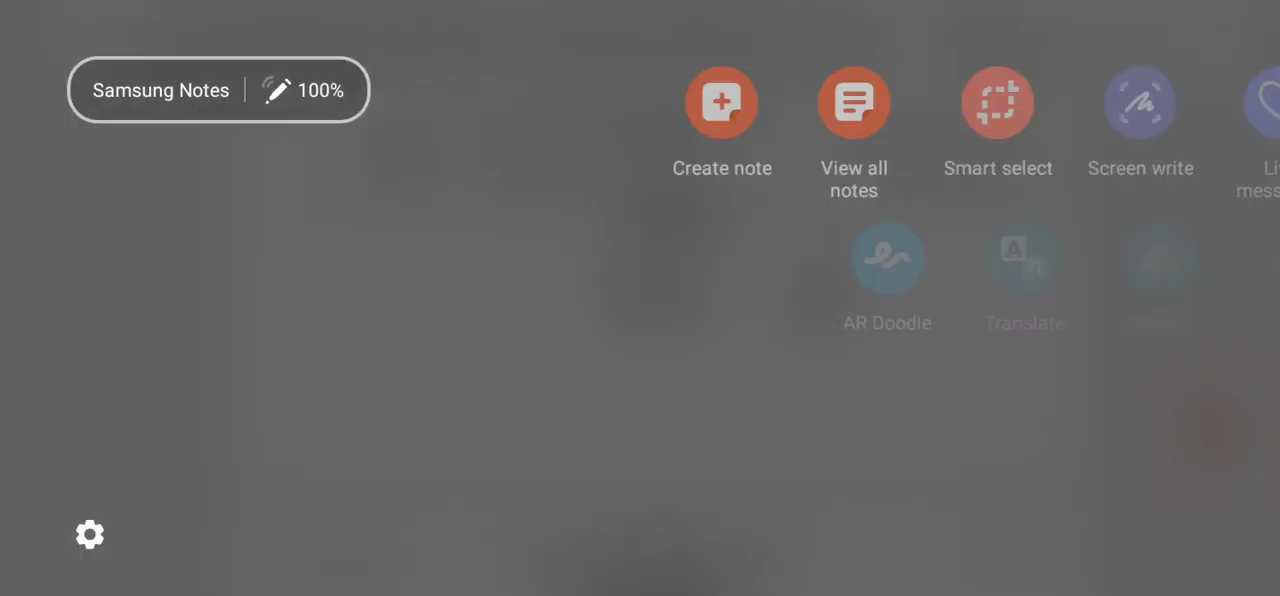 Samsung Notes
100%
Create note
View all
notes
Smart select
Screen write
AR Doodle
Translate